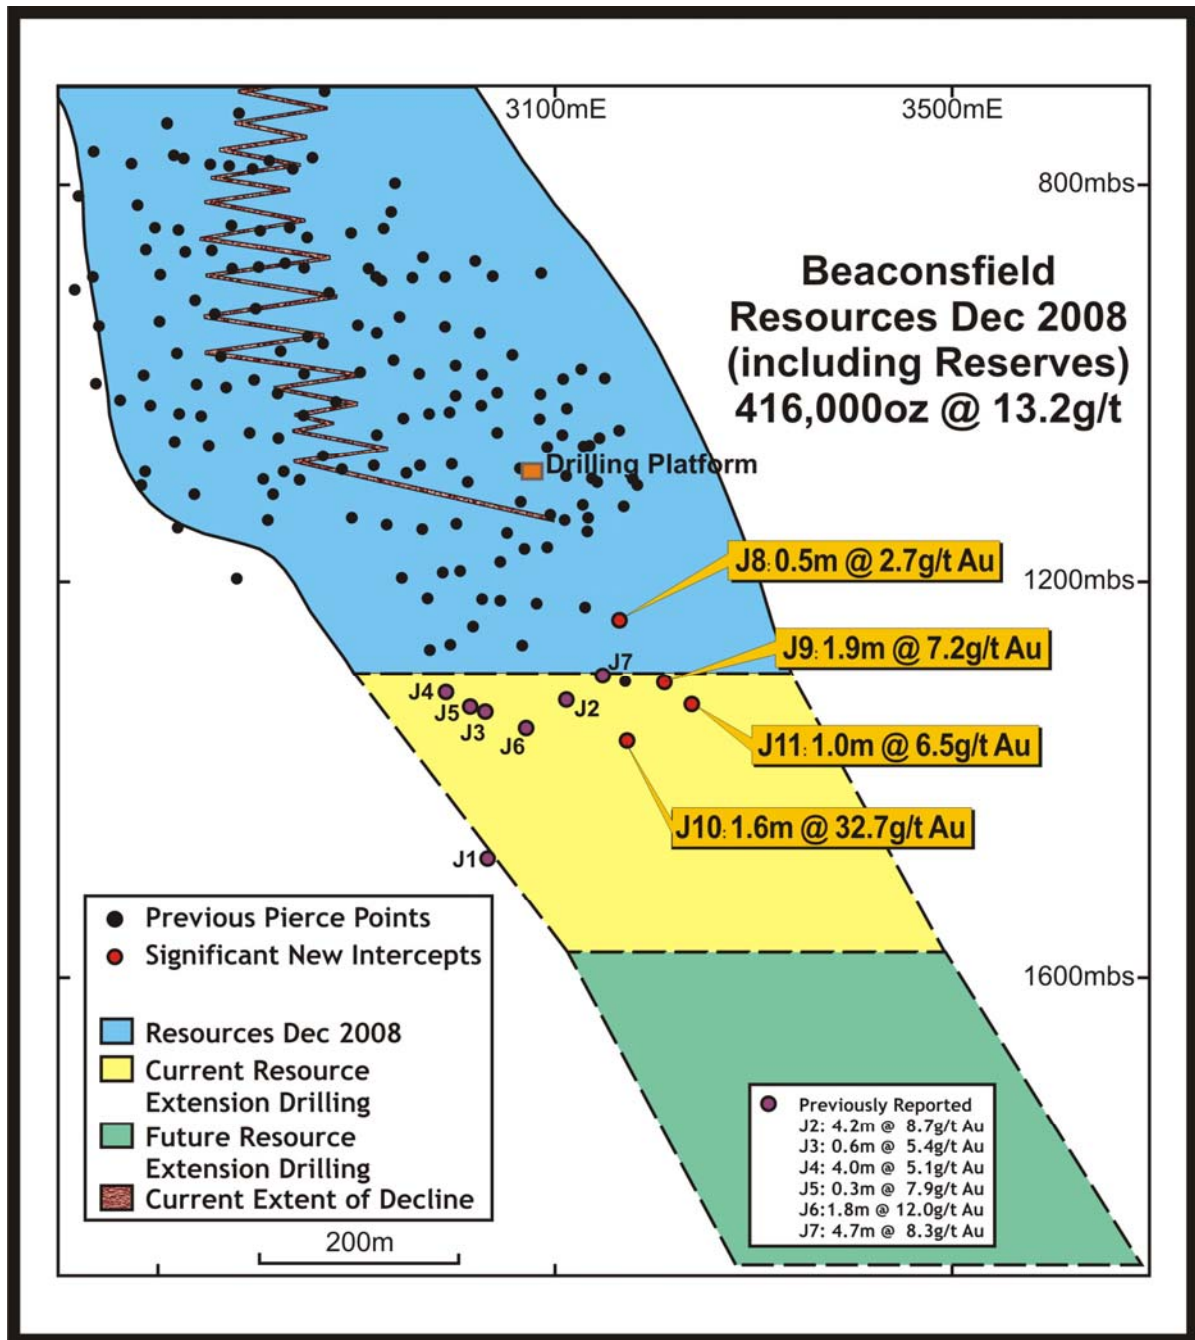 3100mE
3500mE
800mbs
Beaconsfield
Resources Dec 2008
(including Reserves)
416,000oz @ 13.2g/t
Drilling Platform
J8: 0.5m @ 2.7g/t Au
1200mbs
J9: 1.9m @ 7.2g/t Au
J7
J4
J5
J3
J2
J6
J11: 1.0m @ 6.5g/t Au
J10: 1.6m @ 32.7g/t Au
J1
Previous Pierce Points
Significant New Intercepts
1600mbs
Resources Dec 2008
Current Resource
Extension Drilling
Future Resource
Extension Drilling
Current Extent of Decline
Previously Reported
J2: 4.2m @ 8.7g/t Au
J3: 0.6m @ 5.4g/t Au
J4: 4.0m @ 5.1g/t Au
J5: 0.3m @ 7.9g/t Au
J6:1.8m @ 12.0g/t Au
J7: 4.7m @ 8.3g/t Au
200m